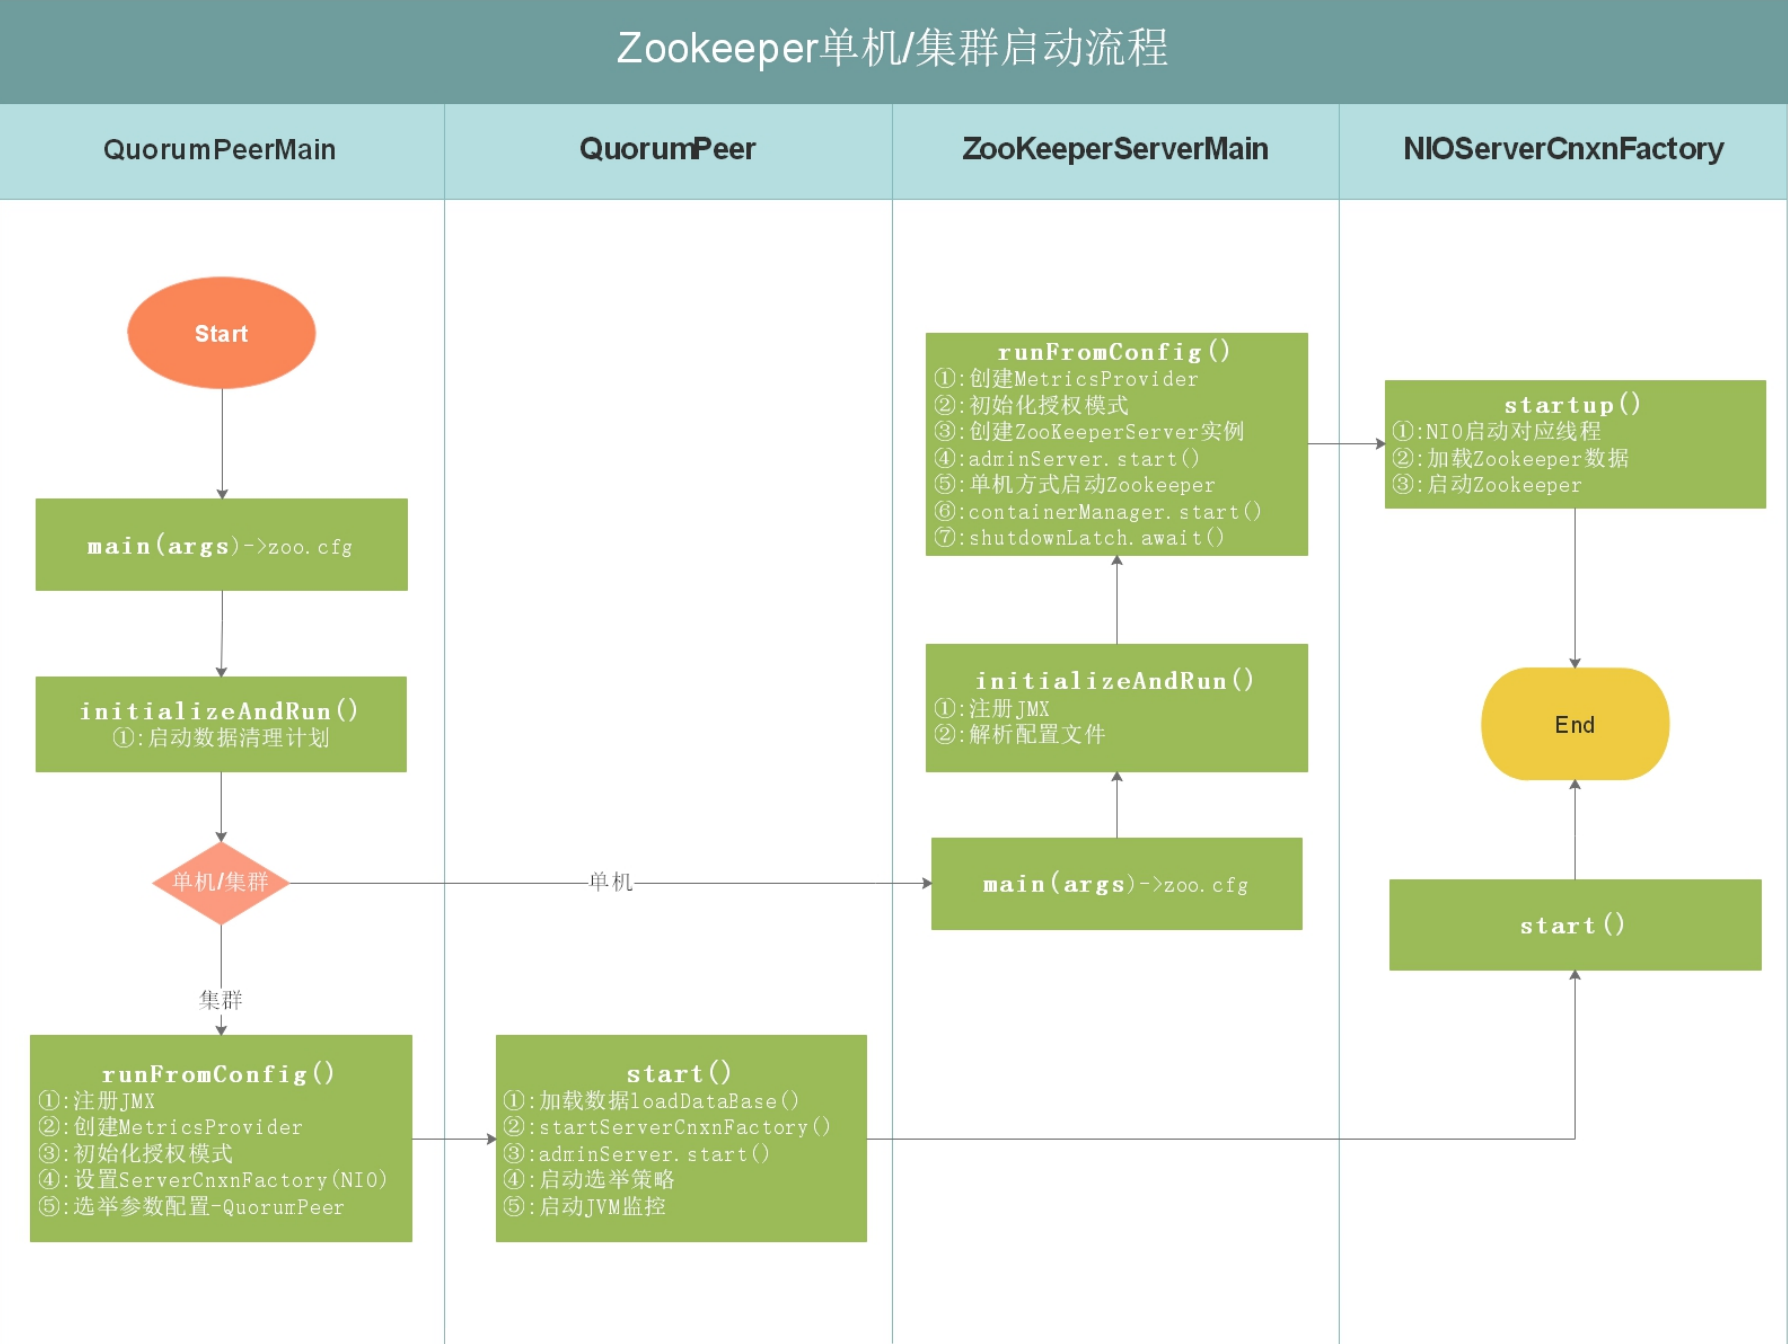 Zookeeper单机/集群启动流程
QuorumPeerMain
QuorumPeer
ZooKeeperServerMain
NIOServerCnxnFactory
Start
main(args)->zoo.cfg
initializeAndRun()
①:启动数据清理计划
单机/集群
单机
集群
runFromConfig()
①:注册JMX
②:创建MetricsProvider
③:初始化授权模式
④:设置ServerCnxnFactory(NIO)
⑤:选举参数配置-QuorumPeer
start()
①:加载数据loadDataBase()
②:startServerCnxnFactory()
③:adminServer.start()
④:启动选举策略
⑤:启动JVM监控
runFromConfig()
①:创建MetricsProvider
②:初始化授权模式
③:创建ZooKeeperServer实例
④:adminServer.start()
⑤:单机方式启动Zookeeper
⑥:containerManager.start()
⑦:shutdownLatch.await()
initializeAndRun()
①:注册JMX
②:解析配置文件
main(args)->zoo.cfg
startup()
①:NIO启动对应线程
②:加载Zookeeper数据
③:启动Zookeeper
End
start()